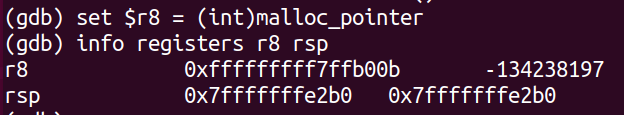 (gdb) set $r8 = (int)malloc_pointer
(gdb) info registers r8 rsp
r8 0xfffffffff7ffb00b -134238197
rsp 0x7fffffffe2b0 0x7fffffffe2b0